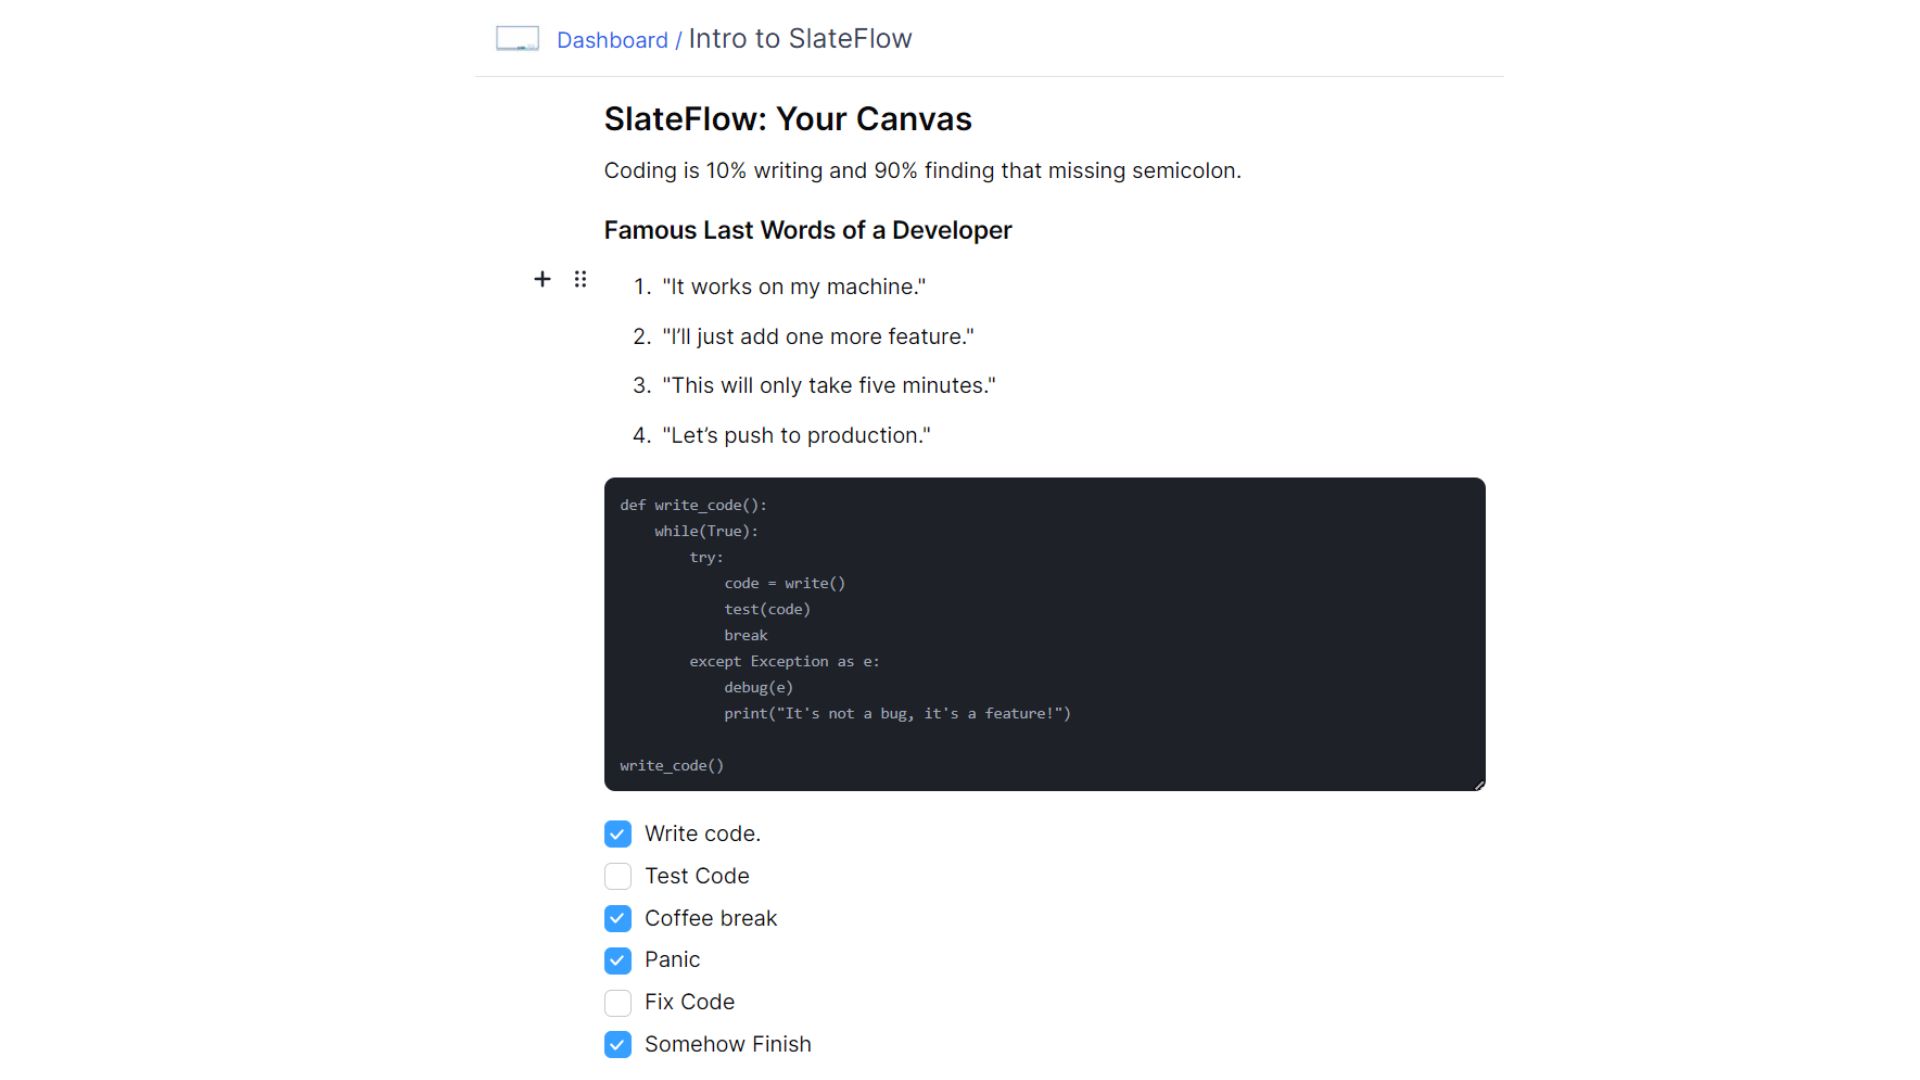 Dashboard / Intro to SlateFlow
SlateFlow: Your Canvas
Coding is 10% writing and 90% finding that missing semicolon.
Famous Last Words of a Developer
1. "It works on my machine."
2. "I’ll just add one more feature."
3. "This will only take five minutes."
4. "Let’s push to production."
def write_code():
    while(True):
        try:
            code = write()
            test(code)
            break
        except Exception as e:
            debug(e)
            print("It's not a bug, it's a feature!")
write_code()
Write code.
Test Code
Coffee break
Panic
Fix Code
Somehow Finish